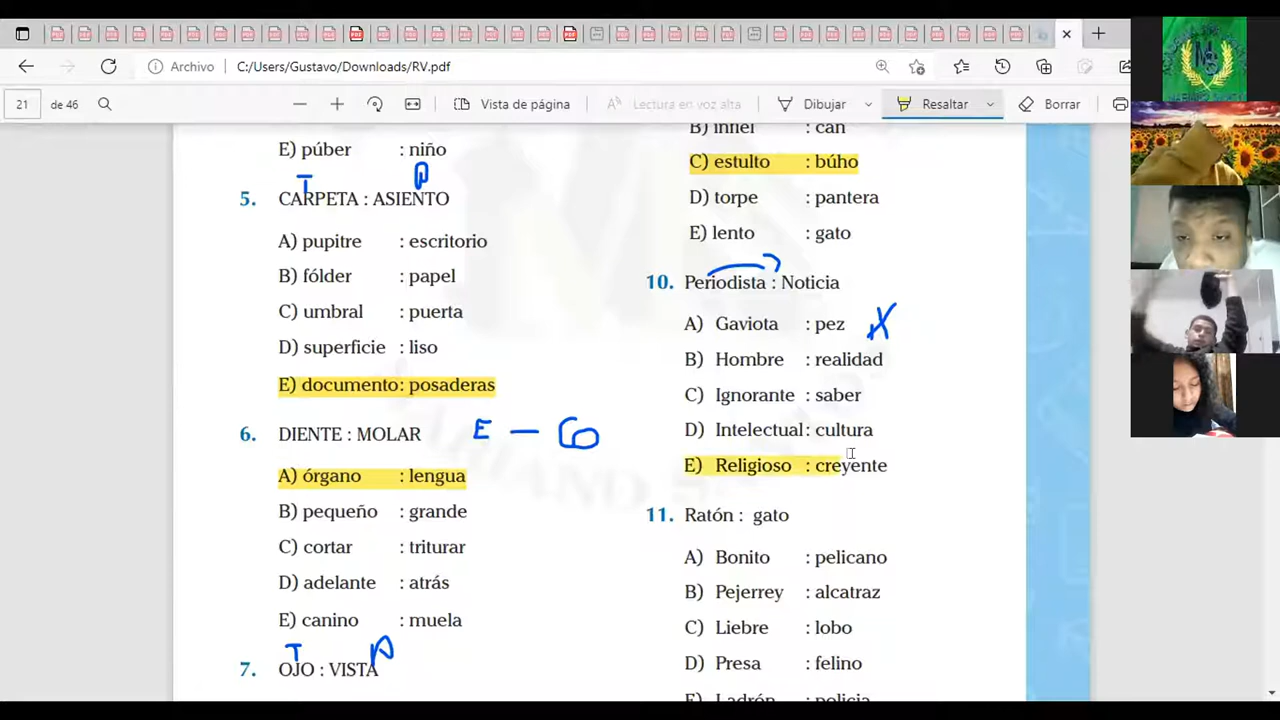 Archivo
C:/Users/Gustavo/Downloads/RV.pdf
21
de 46
Vista de página
Lectura en voz alta
Dibujar
Resaltar
Borrar
E) púber : niño
T
5. CARPETA : ASIENTO
A) pupitre : escritorio
B) fólder : papel
C) umbral : puerta
D) superficie : liso
E) documento : posaderas
6. DIENTE : MOLAR
E –
A) órgano : lengua
B) pequeño : grande
C) cortar : triturar
D) adelante : atrás
E) canino : muela
T
7. OJO : VISTA
B) infiel : can
C) estulto : búho
D) torpe : pantera
E) lento : gato
10. Periodista : Noticia
A) Gaviota : pez
B) Hombre : realidad
C) Ignorante : saber
D) Intelectual : cultura
E) Religioso : creyente
11. Ratón : gato
A) Bonito : pelicano
B) Pejerrey : alcatraz
C) Liebre : lobo
D) Presa : felino
E) Ladrón : policia